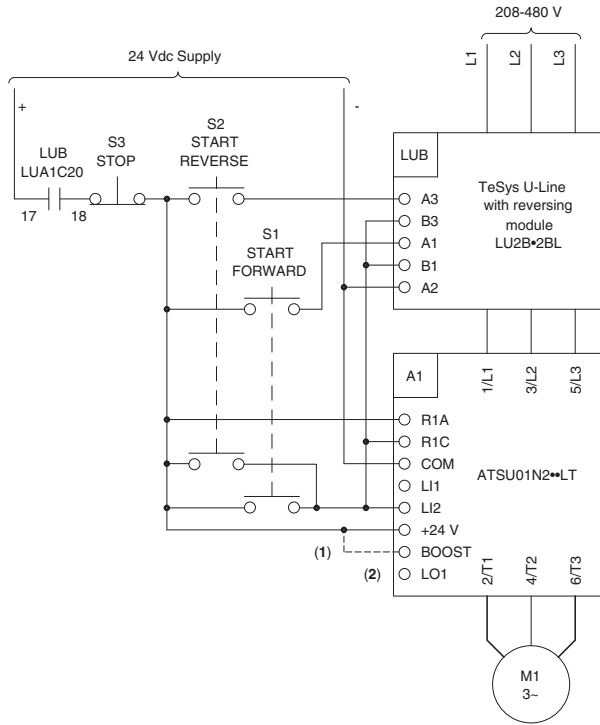 208-480 V
L1
L2
L3
24 Vdc Supply
+
-
LUB
LUA1C20
17
18
S3
STOP
S2
START
REVERSE
S1
START
FORWARD
LUB
A3
B3
A1
B1
A2
TeSys U-Line
with reversing
module
LU2B•2BL
A1
1/L1
3/L2
5/L3
R1A
R1C
COM
LI1
LI2
+24 V
BOOST
LO1
ATSU01N2••LT
(1)
(2)
2/T1
4/T2
6/T3
M1
3~